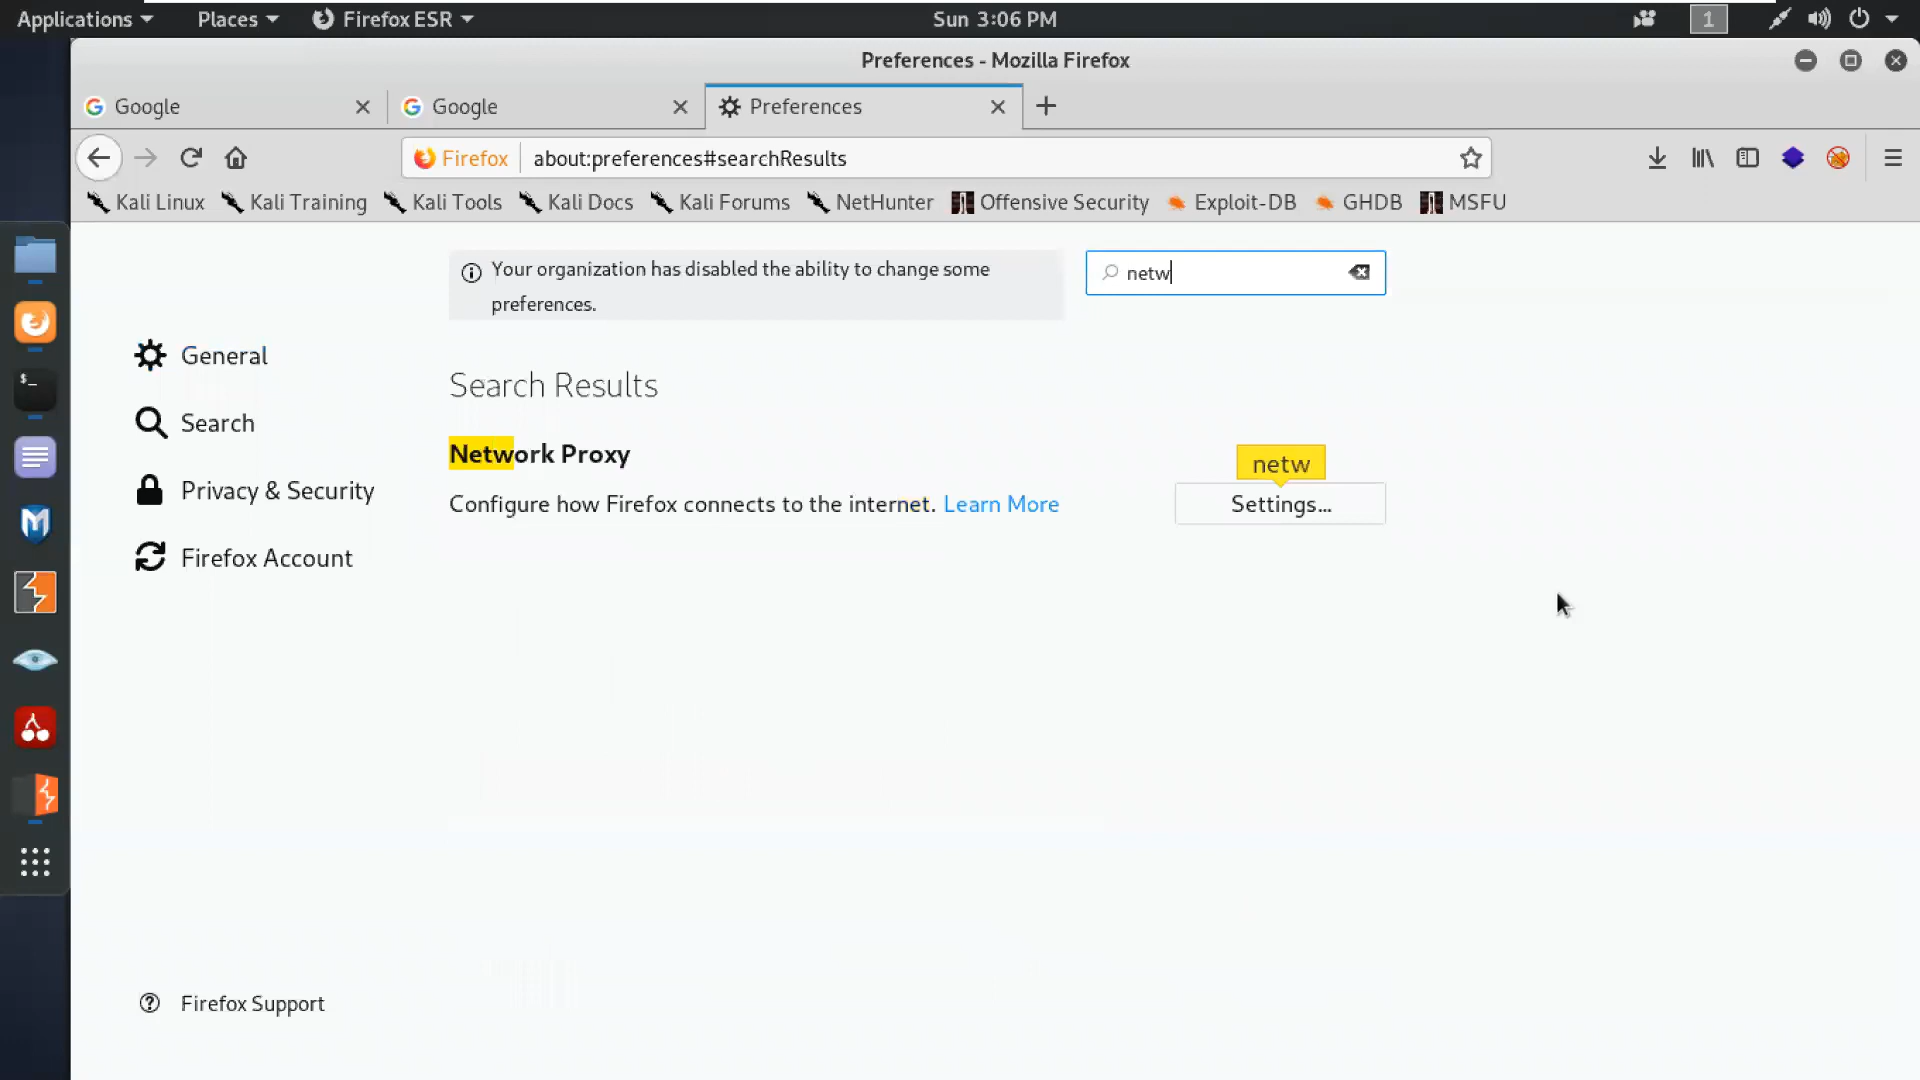 Applications Places Firefox ESR Sun 3:06 PM 1
Preferences - Mozilla Firefox
Google Google Preferences
Firefox about:preferences#searchResults
Kali Linux Kali Training Kali Tools Kali Docs Kali Forums NetHunter Offensive Security Exploit-DB GHDB MSFU
Your organization has disabled the ability to change some
preferences.
netw
General
Search
Privacy & Security
Firefox Account
Search Results
Network Proxy
netw
Configure how Firefox connects to the internet. Learn More
Settings...
$_
Firefox Support